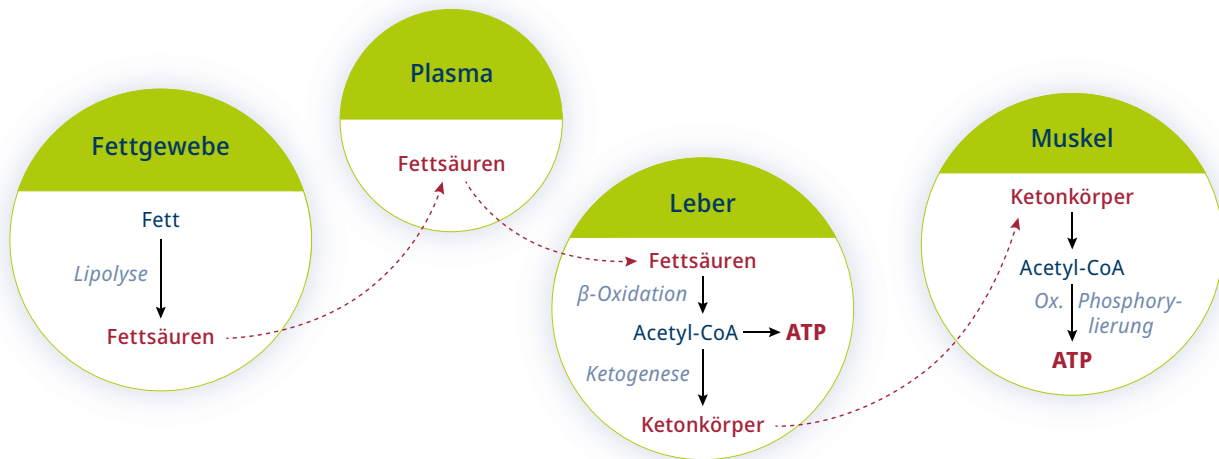 Fettgewebe
Fett
Lipolyse
Fettsäuren
Plasma
Fettsäuren
Leber
Fettsäuren
β-Oxidation
Acetyl-CoA
ATP
Ketogenese
Ketonkörper
Muskel
Ketonkörper
Acetyl-CoA
Ox. Phosphory-
lierung
ATP